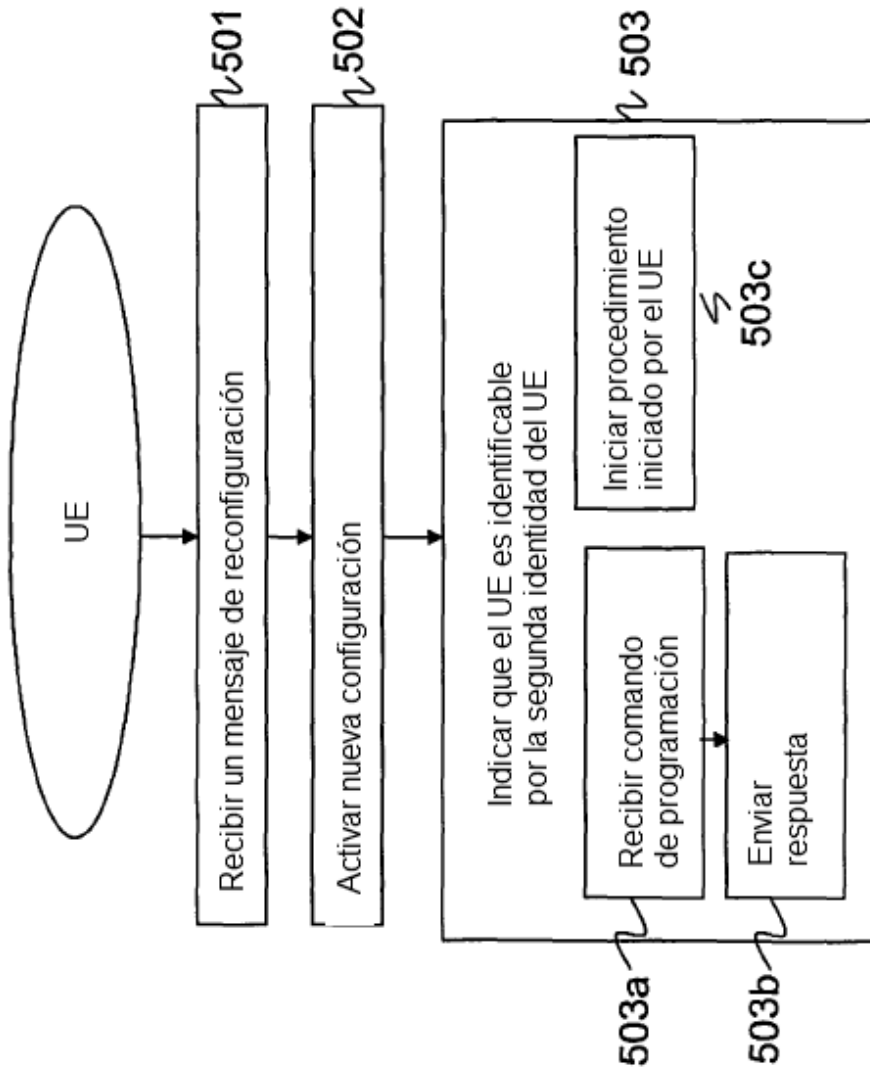 UE
501
Recibir un mensaje de reconfiguración
502
Activar nueva configuración
503
Indicar que el UE es identificable
por la segunda identidad del UE
503a
Recibir comando
de programación
503b
Enviar
respuesta
Iniciar procedimiento
iniciado por el UE
503c